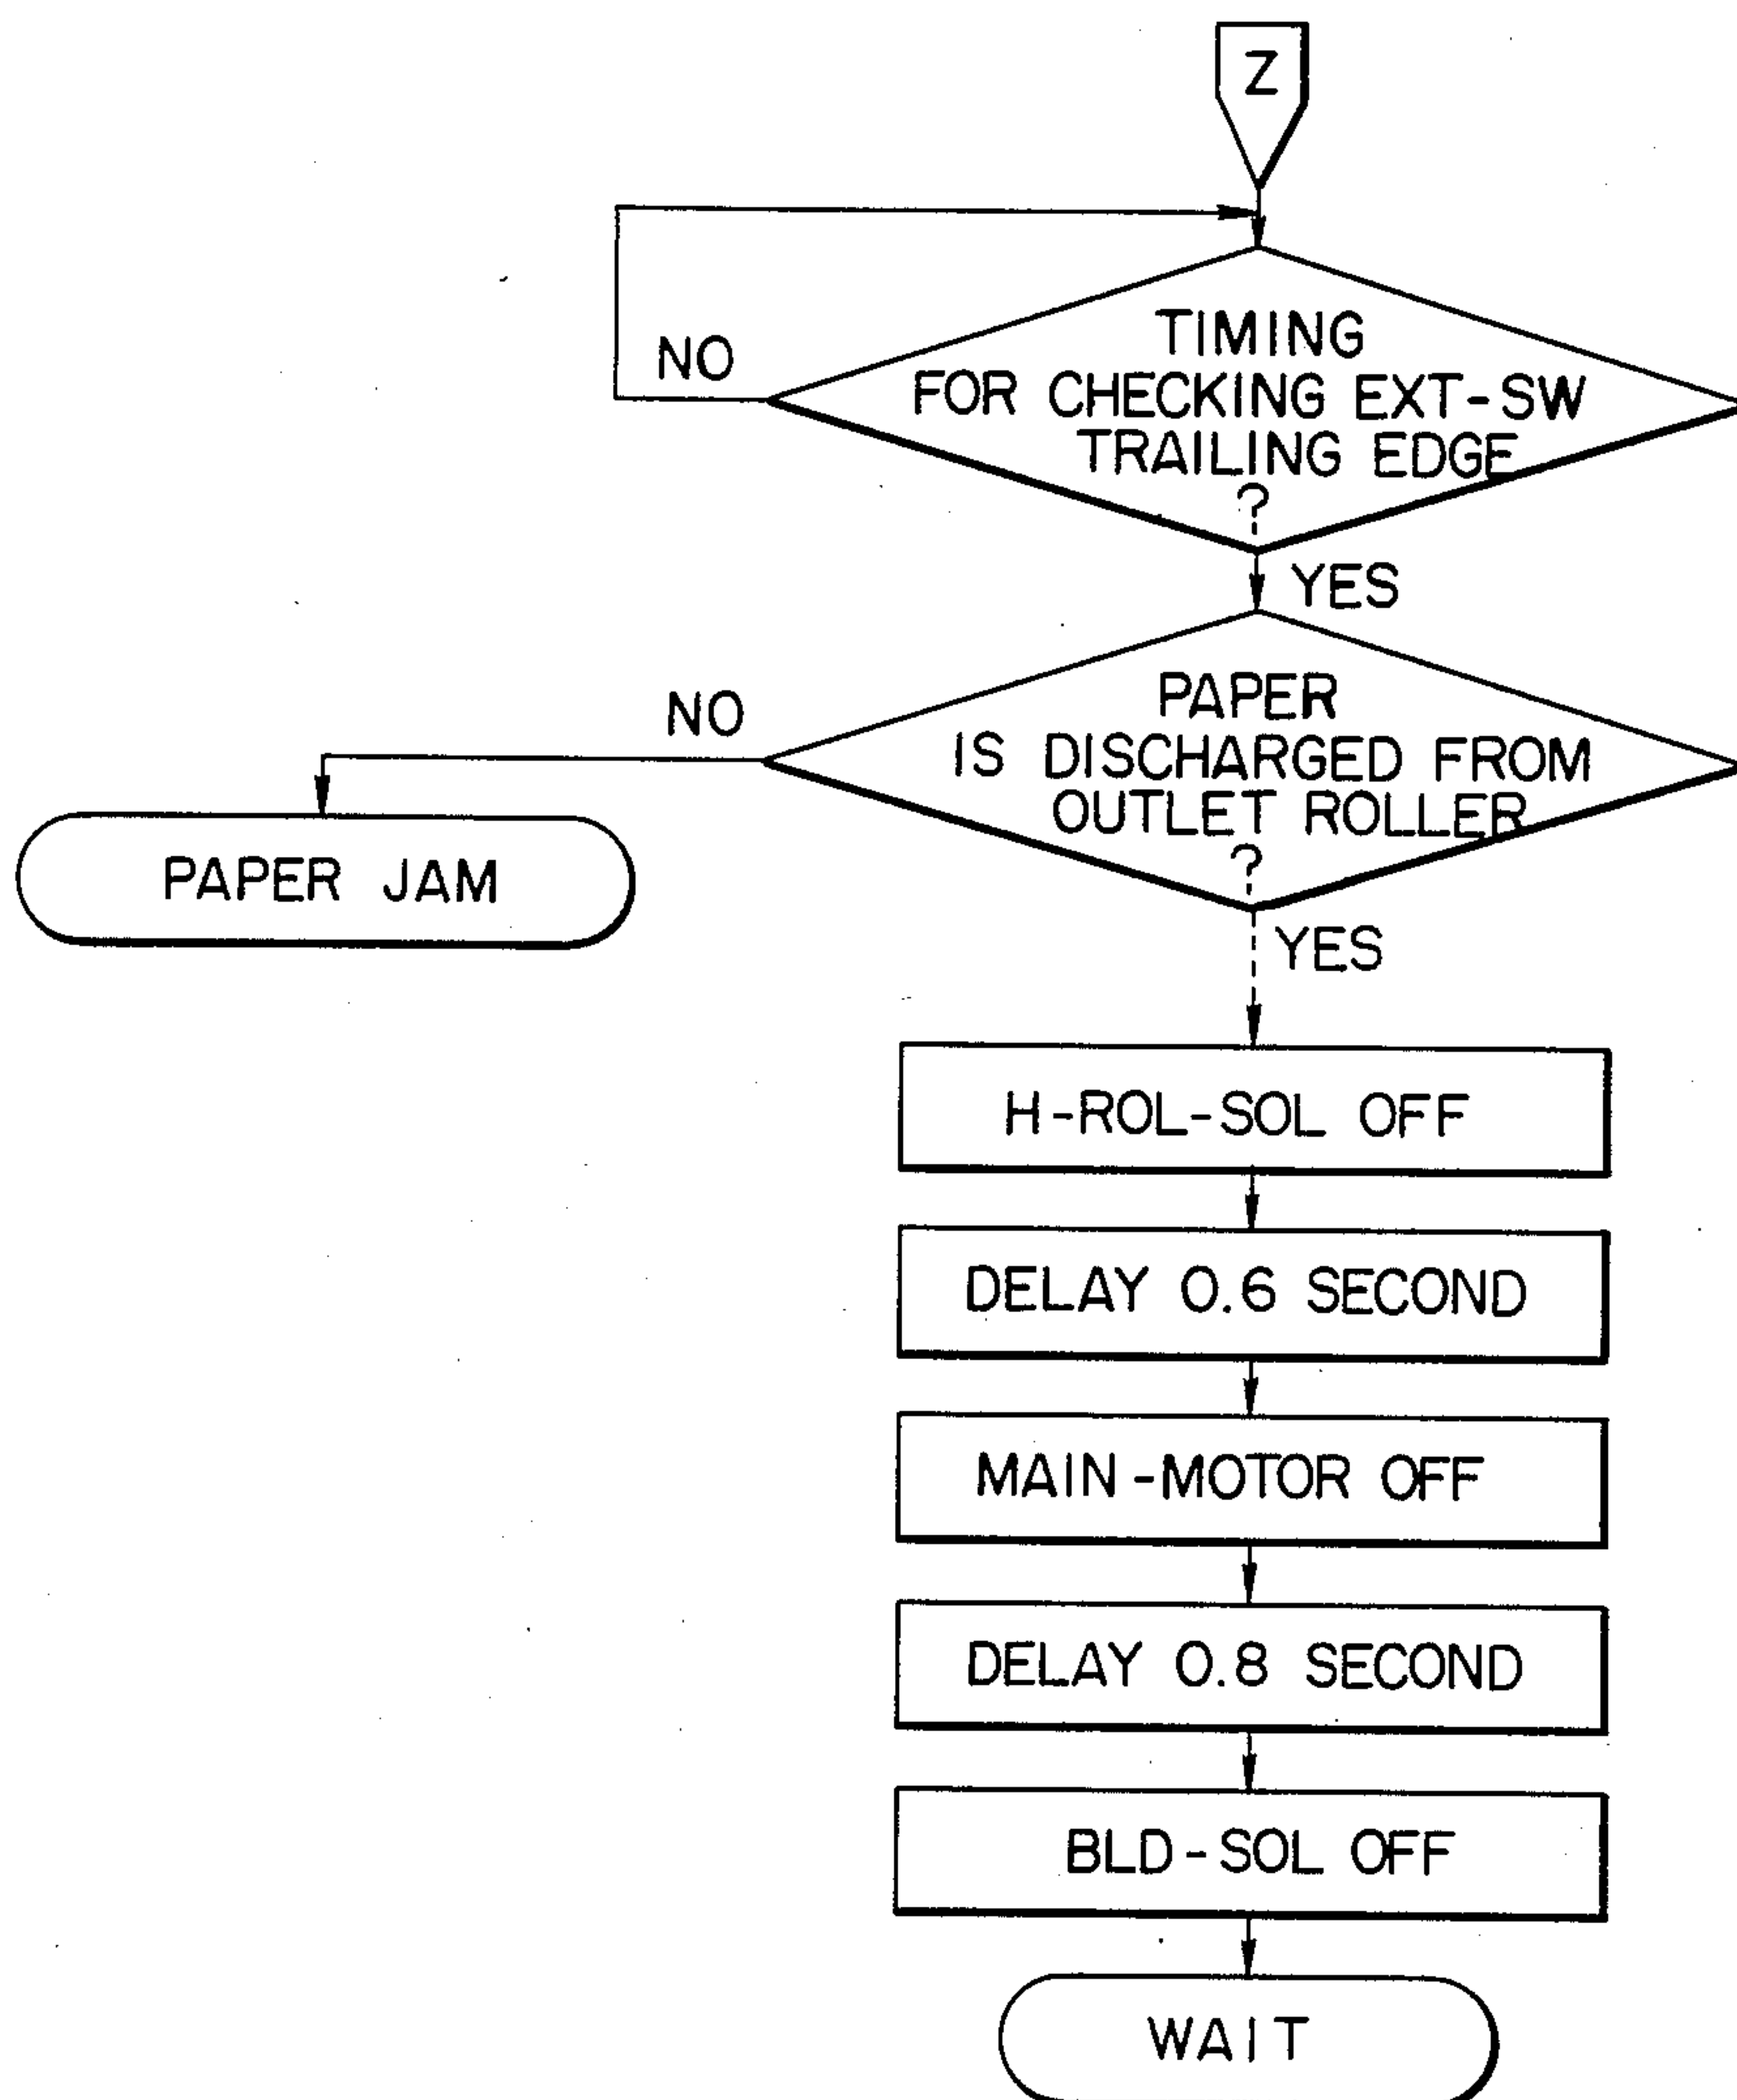 Z
TIMING
NO
FOR CHECKING EXT-SW
TRAILING EDGE
?
YES
PAPER
NO
IS DISCHARGED FROM
OUTLET ROLLER
?
PAPER JAM
YES
H-ROL-SOL OFF
DELAY 0.6 SECOND
MAIN-MOTOR OFF
DELAY 0.8 SECOND
BLD-SOL OFF
WAIT